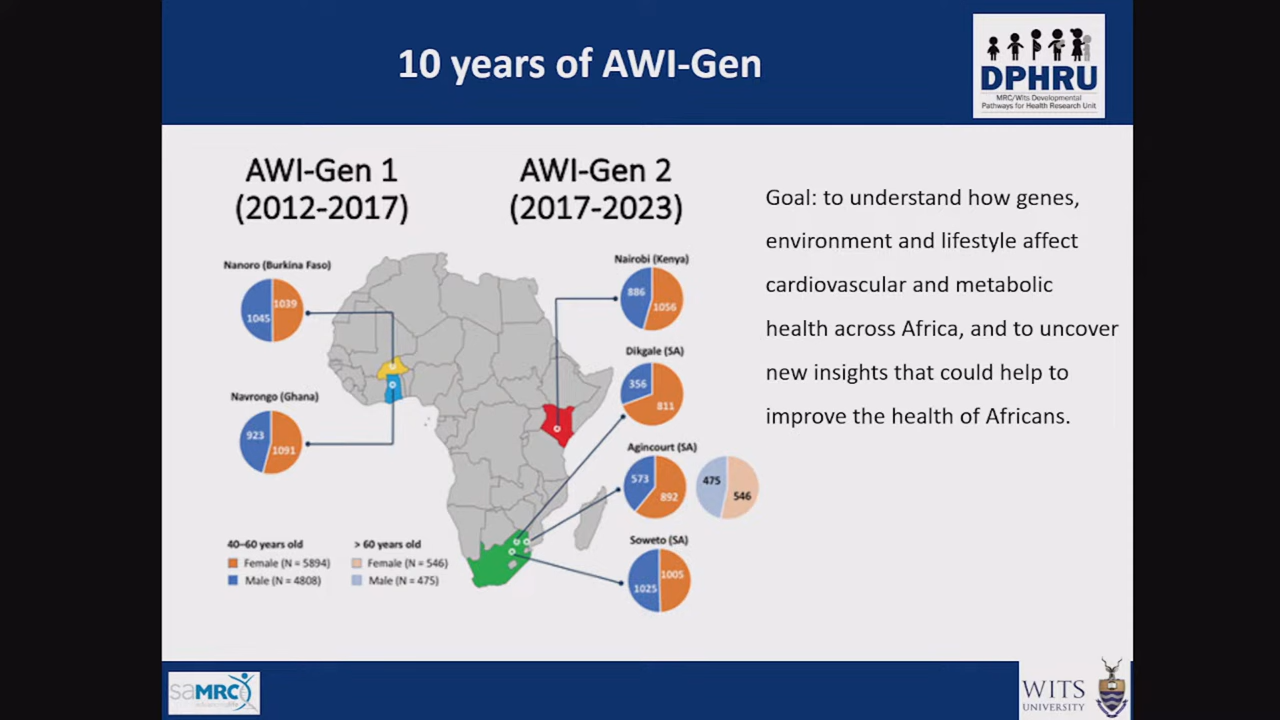 10 years of AWI-Gen
DPHRU
MRC/Wits Developmental
Pathways for Health Research Unit
AWI-Gen 1
(2012-2017)
AWI-Gen 2
(2017-2023)
Goal: to understand how genes,
environment and lifestyle affect
cardiovascular and metabolic
health across Africa, and to uncover
new insights that could help to
improve the health of Africans.
Nanoro (Burkina Faso)
1039
1045
Navrongo (Ghana)
923
1091
Nairobi (Kenya)
886
1056
Dikgale (SA)
356
811
Agincourt (SA)
573
892
475
546
Soweto (SA)
1005
1025
40–60 years old
Female (N = 5894)
Male (N = 4808)
> 60 years old
Female (N = 546)
Male (N = 475)
saMRC
advancing life
WITS
UNIVERSITY